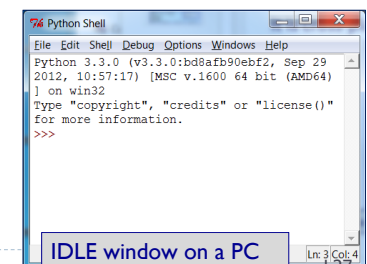 Python Shell
File Edit Shell Debug Options Windows Help
Python 3.3.0 (v3.3.0:bd8afb90ebf2, Sep 29
2012, 10:57:17) [MSC v.1600 64 bit (AMD64)
] on win32
Type "copyright", "credits" or "license()"
for more information.
>>>
IDLE window on a PC
Ln: 3 Col: 4